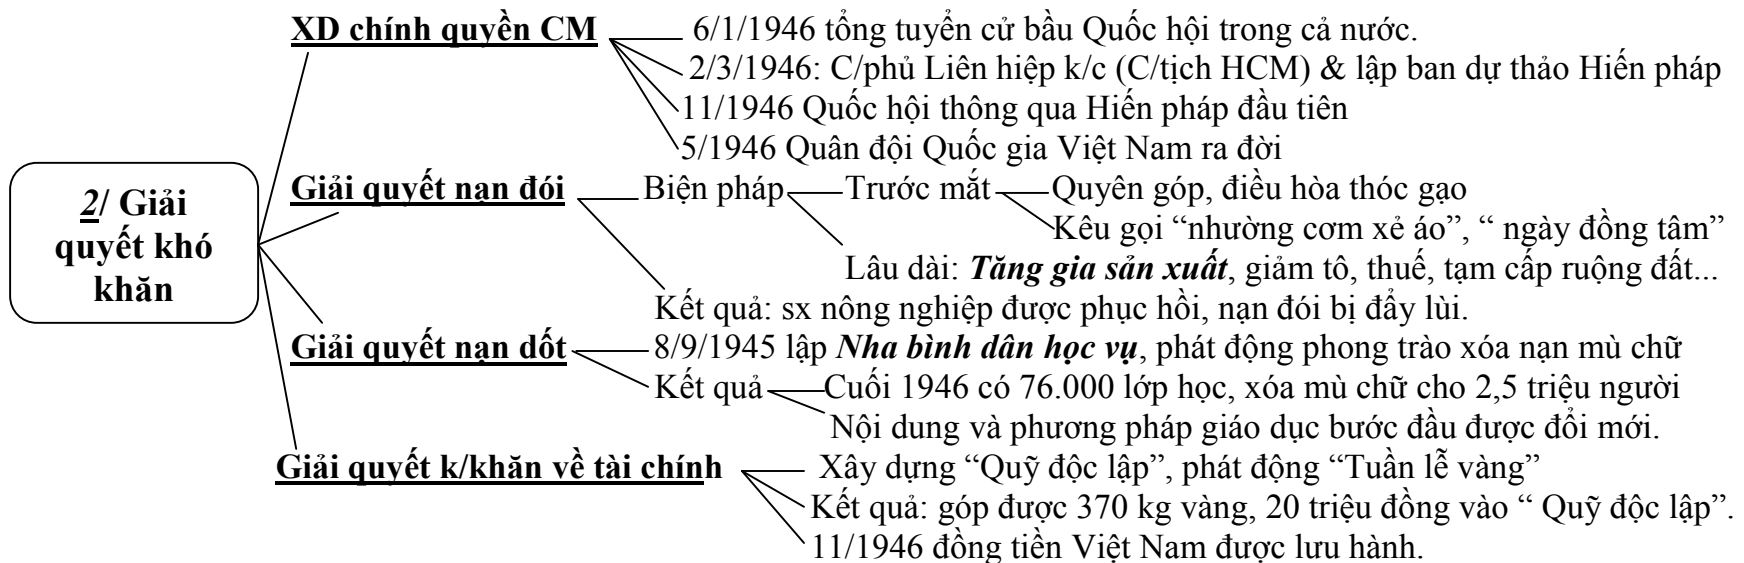 XD chính quyền CM
6/1/1946 tổng tuyển cử bầu Quốc hội trong cả nước.
2/3/1946: C/phủ Liên hiệp k/c (C/tịch HCM) & lập ban dự thảo Hiến pháp
11/1946 Quốc hội thông qua Hiến pháp đầu tiên
5/1946 Quân đội Quốc gia Việt Nam ra đời
2/ Giải
quyết khó
khăn
Giải quyết nạn đói
Biện pháp
Trước mắt
Quyên góp, điều hòa thóc gạo
Kêu gọi “nhường cơm xẻ áo”, “ ngày đồng tâm”
Lâu dài: Tăng gia sản xuất, giảm tô, thuế, tạm cấp ruộng đất...
Kết quả: sx nông nghiệp được phục hồi, nạn đói bị đẩy lùi.
Giải quyết nạn dốt
8/9/1945 lập Nha bình dân học vụ, phát động phong trào xóa nạn mù chữ
Kết quả
Cuối 1946 có 76.000 lớp học, xóa mù chữ cho 2,5 triệu người
Nội dung và phương pháp giáo dục bước đầu được đổi mới.
Giải quyết k/khăn về tài chính
Xây dựng “Quỹ độc lập”, phát động “Tuần lễ vàng”
Kết quả: góp được 370 kg vàng, 20 triệu đồng vào “ Quỹ độc lập”.
11/1946 đồng tiền Việt Nam được lưu hành.